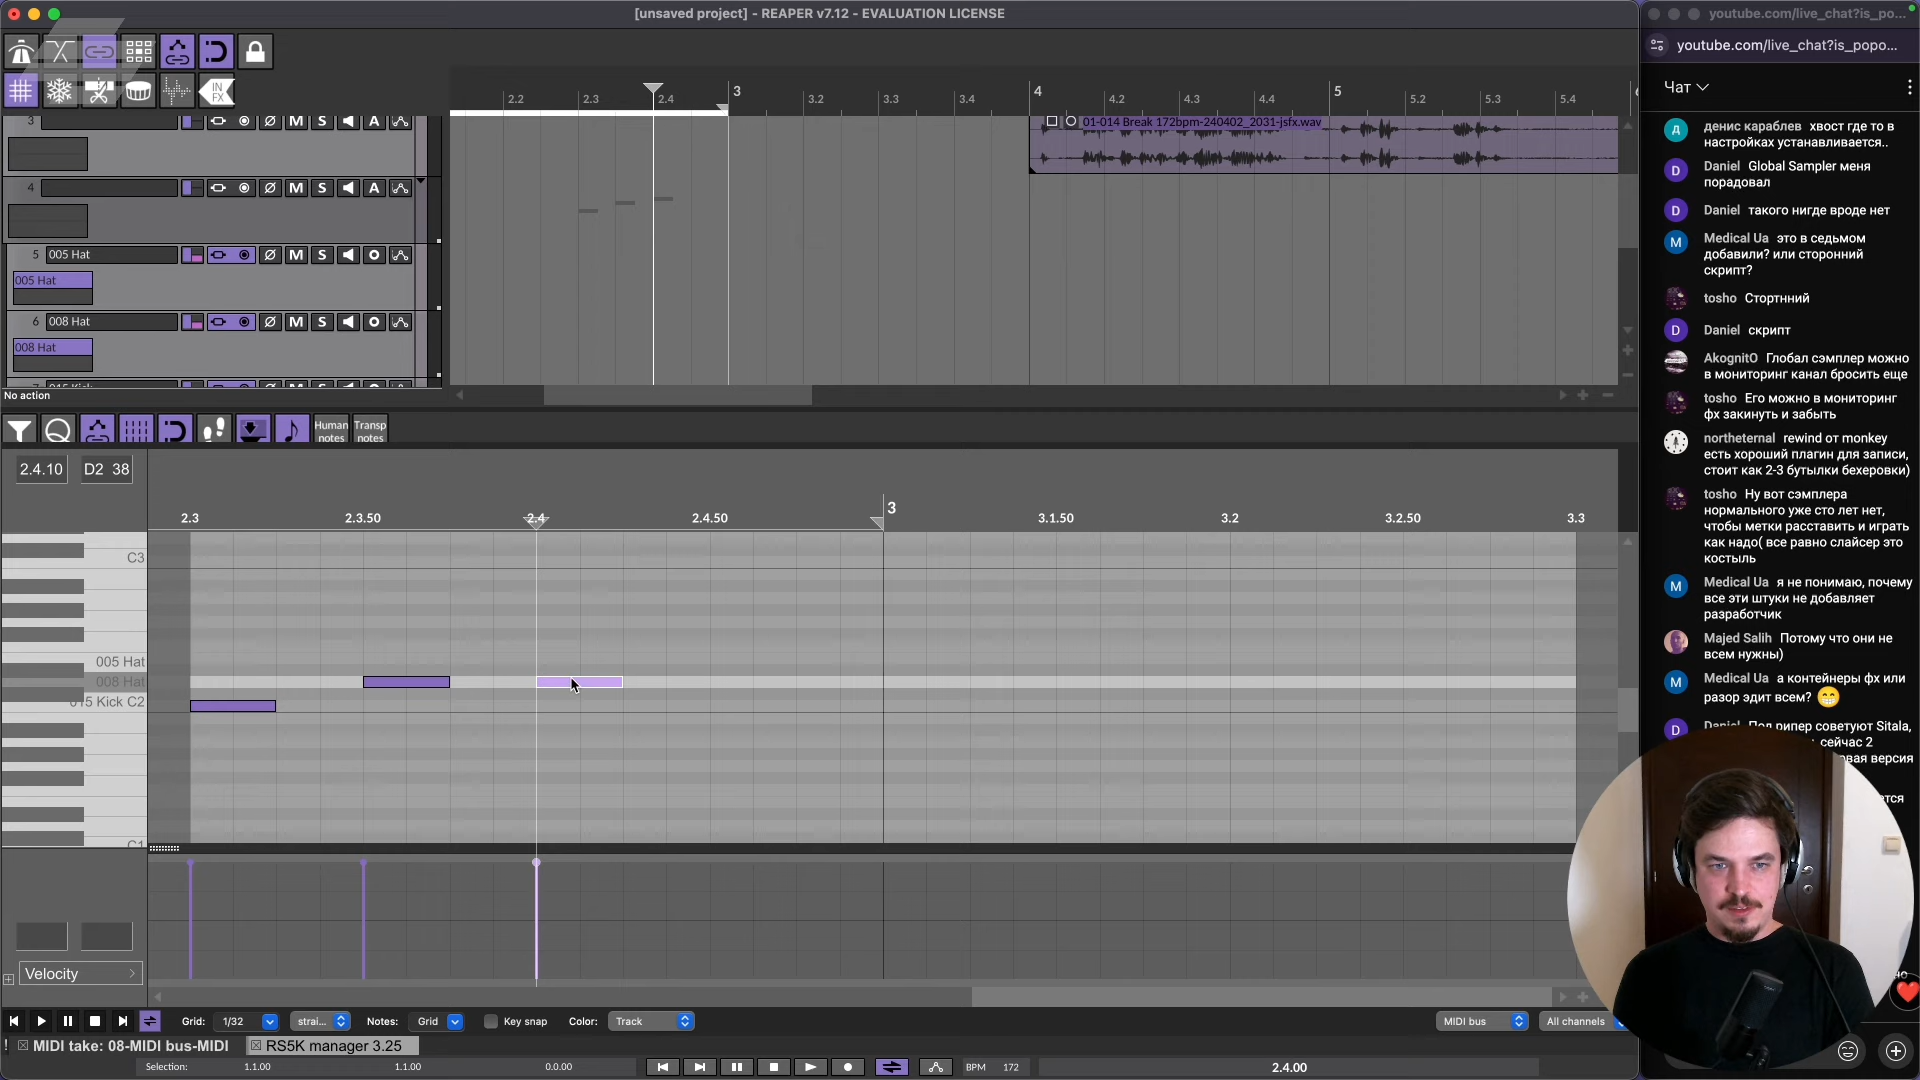 [unsaved project] - REAPER v7.12 - EVALUATION LICENSE
youtube.com/live_chat?is_po...
youtube.com/live_chat?is_popo...
Чат
IN
FX
2.2
2.3
2.4
3
3.2
3.3
3.4
4
4.2
4.3
4.4
5
5.2
5.3
5.4
01-014 Break 172bpm-240402_2031-jsfx.wav
3
M
S
A
4
M
S
A
5
005 Hat
M
S
005 Hat
6
008 Hat
M
S
008 Hat
No action
Human notes
Transp notes
2.4.10
D2 38
2.3
2.3.50
2.4
2.4.50
3
3.1.50
3.2
3.2.50
3.3
C3
005 Hat
008 Hat
015 Kick C2
C1
Velocity
Grid:
1/32
strai...
Notes:
Grid
Key snap
Color:
Track
MIDI bus
All channels
MIDI take: 08-MIDI bus-MIDI
RS5K manager 3.25
Selection:
1.1.00
1.1.00
0.0.00
BPM
172
2.4.00
денис караблев хвост где то в
настройках устанавливается..
Daniel Global Sampler меня
порадовал
Daniel такого нигде вроде нет
Medical Ua это в седьмом
добавили? или сторонний
скрипт?
tosho Стортнний
Daniel скрипт
AkognitO Глобал сэмплер можно
в мониторинг канал бросить еще
tosho Его можно в мониторинг
фх закинуть и забыть
northeternal rewind от monkey
есть хороший плагин для записи,
стоит как 2-3 бутылки бехеровки)
tosho Ну вот сэмплера
нормального уже сто лет нет,
чтобы метки расставить и играть
как надо( все равно слайсер это
костыль
Medical Ua я не понимаю, почему
все эти штуки не добавляет
разработчик
Majed Salih Потому что они не
всем нужны)
Medical Ua а контейнеры фх или
разор эдит всем? 😁
Daniel Под рипер советуют Sitala,
сейчас 2
версия